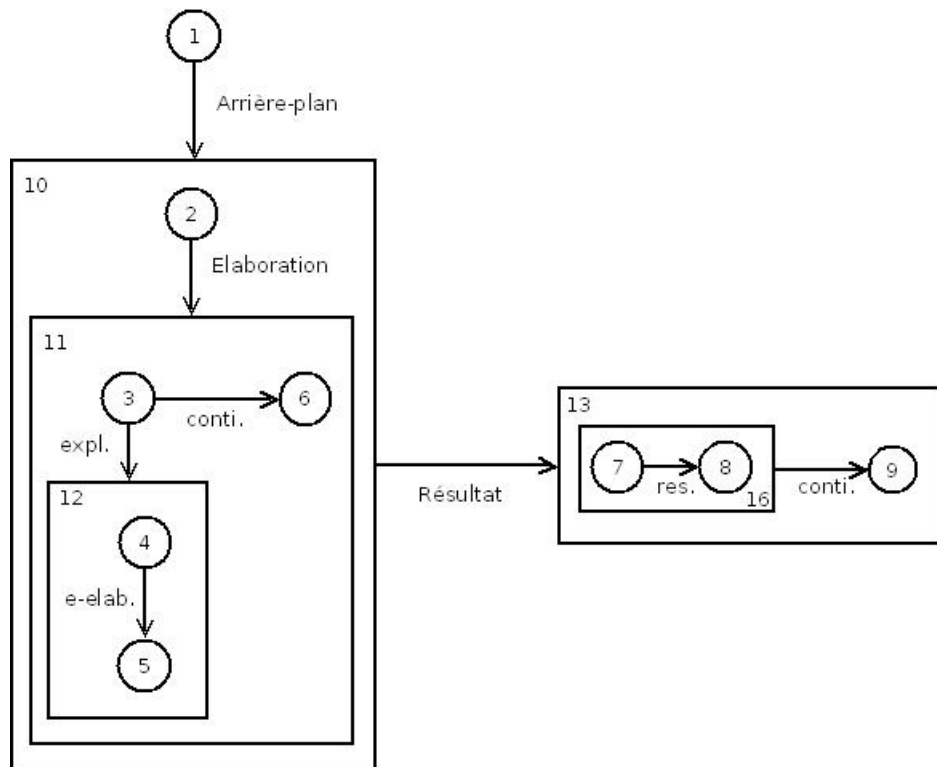 1
Arrière-plan
10
2
Elaboration
11
3
6
conti.
expl.
12
4
e-elab.
5
Résultat
13
7
8
res.
16
conti.
9